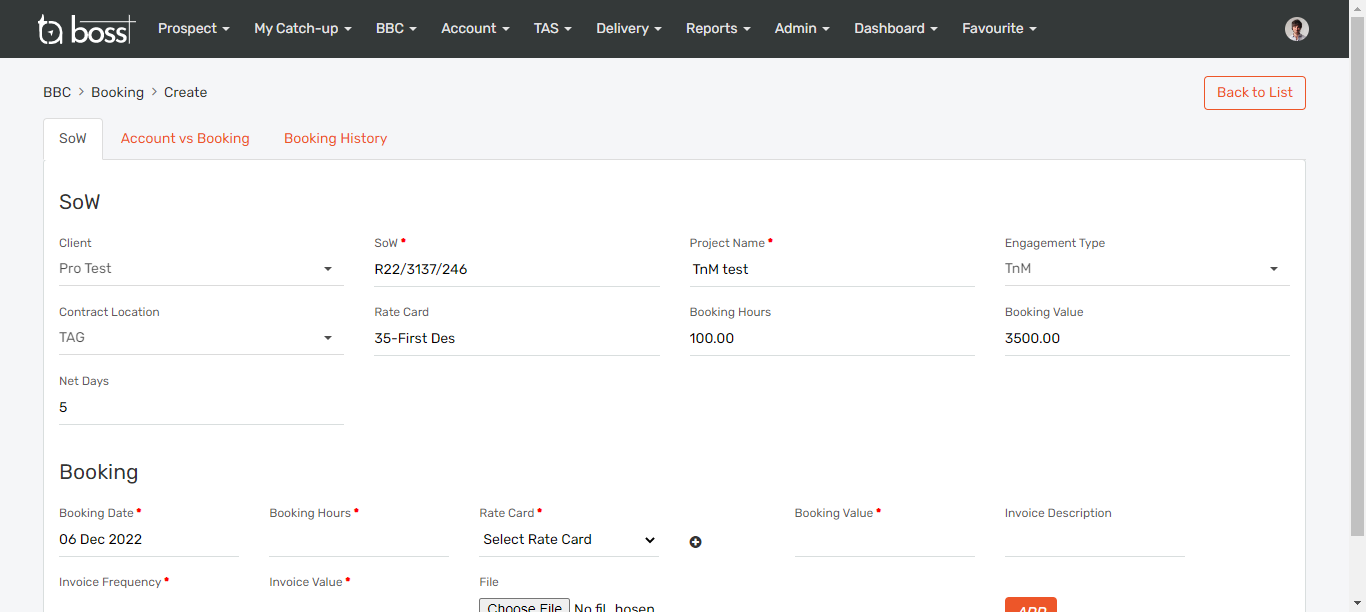 ta boss Prospect My Catch-up BBC Account TAS Delivery Reports Admin Dashboard Favourite
BBC > Booking > Create Back to List
SoW Account vs Booking Booking History
SoW
Client SoW * Project Name * Engagement Type
Pro Test R22/3137/246 TnM test TnM
Contract Location Rate Card Booking Hours Booking Value
TAG 35-First Des 100.00 3500.00
Net Days
5
Booking
Booking Date * Booking Hours * Rate Card * Booking Value * Invoice Description
06 Dec 2022 Select Rate Card
Invoice Frequency * Invoice Value * File
Choose File No fil hosen ADD